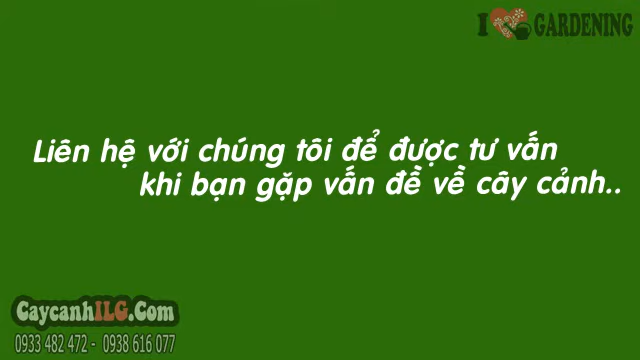 I GARDENING
Liên hệ với chúng tôi để được tư vấn
khi bạn gặp vấn đề về cây cảnh..
CaycanhILG.Com
0933 482 472 - 0938 616 077